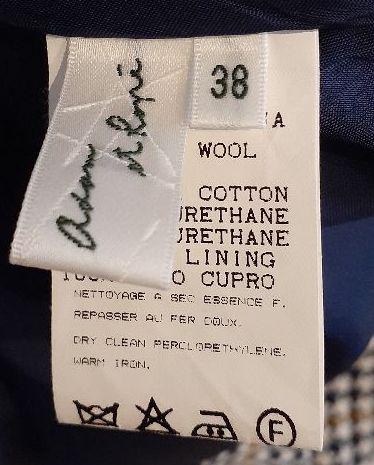 Adam
et Ropé
38
A
WOOL
COTTON
URETHANE
URETHANE
LINING
O CUPRO
NETTOYAGE A SEC ESSENCE F.
REPASSER AU FER DOUX.
DRY CLEAN PERCLORETHYLENE.
WARM IRON.
F